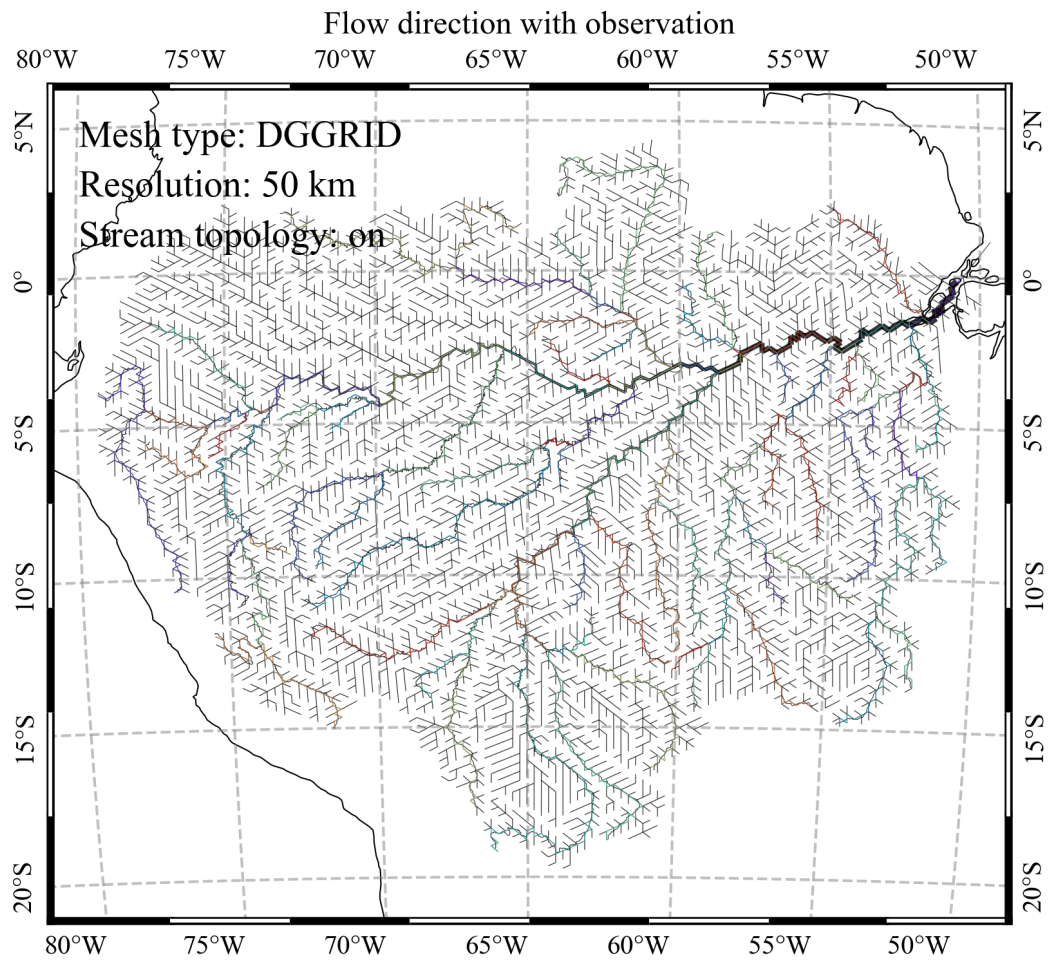 Flow direction with observation
80°W 75°W 70°W 65°W 60°W 55°W 50°W
Mesh type: DGGRID
Resolution: 50 km
Stream topology: on
5°N 5°N
0° 0°
5°S 5°S
10°S 10°S
15°S 15°S
20°S 20°S
80°W 75°W 70°W 65°W 60°W 55°W 50°W